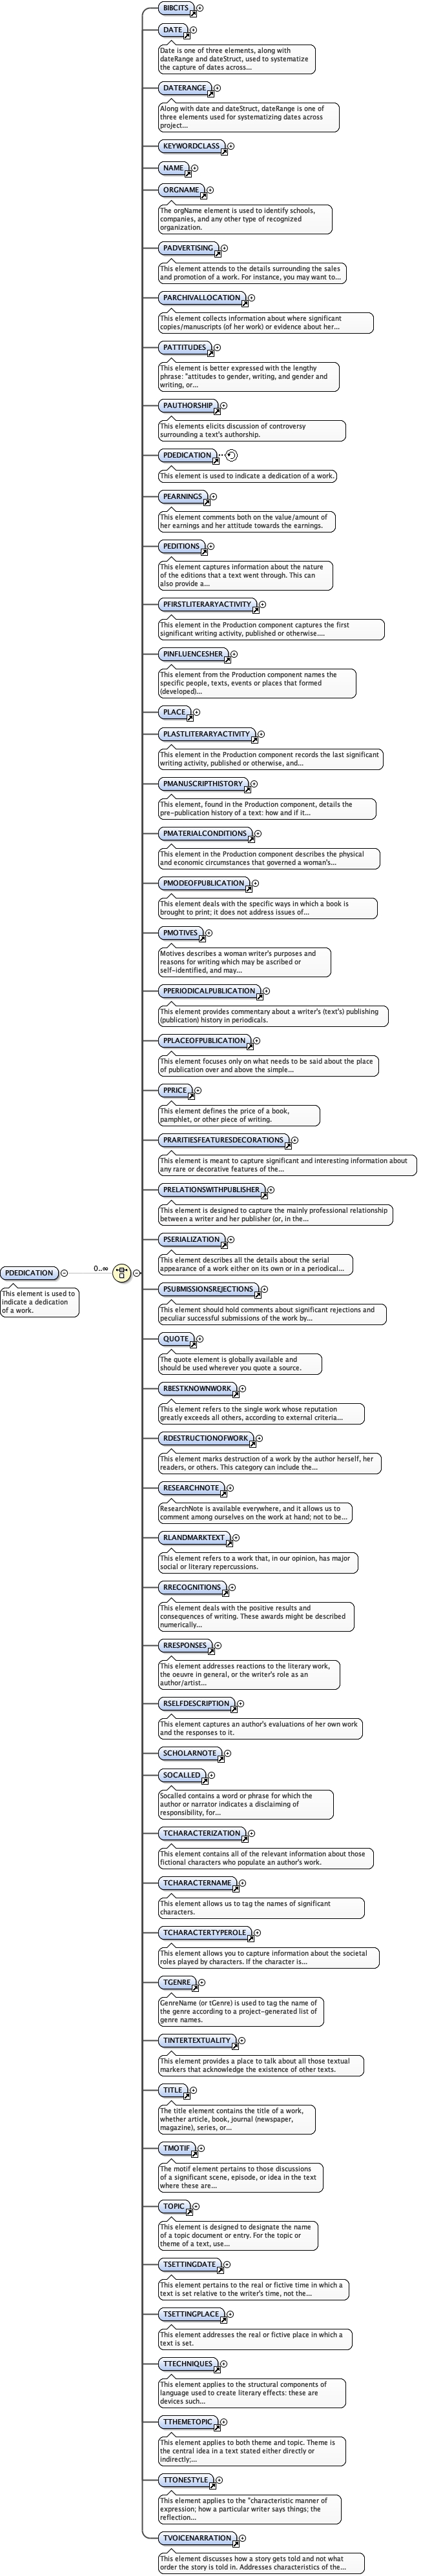 BIBCITS
DATE
Date is one of three elements, along with
dateRange and dateStruct, used to systematize
the capture of dates across...
DATERANGE
Along with date and dateStruct, dateRange is one of
three elements used for systematizing dates across
project...
KEYWORDCLASS
NAME
ORGNAME
The orgName element is used to identify schools,
companies, and any other type of recognized
organization.
PADVERTISING
This element attends to the details surrounding the sales
and promotion of a work. For instance, you may want to...
PARCHIVALLOCATION
This element collects information about where significant
copies/manuscripts (of her work) or evidence about her...
PATTITUDES
This element is better expressed with the lengthy
phrase: "attitudes to gender, writing, and gender and
writing, or...
PAUTHORSHIP
This elements elicits discussion of controversy
surrounding a text's authorship.
PDEDICATION
This element is used to indicate a dedication of a work.
PEARNINGS
This element comments both on the value/amount of
her earnings and her attitude towards the earnings.
PEDITIONS
This element captures information about the nature
of the editions that a text went through. This can
also provide a...
PFIRSTLITERARYACTIVITY
This element in the Production component captures the first
significant writing activity, published or otherwise....
PINFLUENCESHER
This element from the Production component names the
specific people, texts, events or places that formed
(developed)...
PLACE
PLASTLITERARYACTIVITY
This element in the Production component records the last significant
writing activity, published or otherwise, and...
PMANUSCRIPTHISTORY
This element, found in the Production component, details the
pre-publication history of a text: how and if it...
PMATERIALCONDITIONS
This element in the Production component describes the physical
and economic circumstances that governed a woman's...
PMODEOFPUBLICATION
This element deals with the specific ways in which a book is
brought to print; it does not address issues of...
PMOTIVES
Motives describes a woman writer's purposes and
reasons for writing which may be ascribed or
self-identified, and may...
PPERIODICALPUBLICATION
This element provides commentary about a writer's (text's) publishing
(publication) history in periodicals.
PPLACEOFPUBLICATION
This element focuses only on what needs to be said about the place
of publication over and above the simple...
PPRICE
This element defines the price of a book,
pamphlet, or other piece of writing.
PRARITIESFEATURESDECORATIONS
This element is meant to capture significant and interesting information about
any rare or decorative features of the...
PRELATIONSWITHPUBLISHER
This element is designed to capture the mainly professional relationship
between a writer and her publisher (or, in the...
PSERIALIZATION
This element describes all the details about the serial
appearance of a work either on its own or in a periodical...
PDEDICATION
0..∞
This element is used to
indicate a dedication
of a work.
PSUBMISSIONSREJECTIONS
This element should hold comments about significant rejections and
peculiar successful submissions of the work by...
QUOTE
The quote element is globally available and
should be used wherever you quote a source.
RBESTKNOWNWORK
This element refers to the single work whose reputation
greatly exceeds all others, according to external criteria...
RDESTRUCTIONOFWORK
This element marks destruction of a work by the author herself, her
readers, or others. This category can include the...
RESEARCHNOTE
ResearchNote is available everywhere, and it allows us to
comment among ourselves on the work at hand; not to be...
RLANDMARKTEXT
This element refers to a work that, in our opinion, has major
social or literary repercussions.
RRECOGNITIONS
This element deals with the positive results and
consequences of writing. These awards might be described
numerically...
RRESPONSES
This element addresses reactions to the literary work,
the oeuvre in general, or the writer's role as an
author/artist...
RSELFDESCRIPTION
This element captures an author's evaluations of her own work
and the responses to it.
SCHOLARNOTE
SOCALLED
Socalled contains a word or phrase for which the
author or narrator indicates a disclaiming of
responsibility, for...
TCHARACTERIZATION
This element contains all of the relevant information about those
fictional characters who populate an author's work.
TCHARACTERNAME
This element allows us to tag the names of significant
characters.
TCHARACTERTYPEROLE
This element allows you to capture information about the societal
roles played by characters. If the character is...
TGENRE
GenreName (or tGenre) is used to tag the name of
the genre according to a project-generated list of
genre names.
TINTERTEXTUALITY
This element provides a place to talk about all those textual
markers that acknowledge the existence of other texts.
TITLE
The title element contains the title of a work,
whether article, book, journal (newspaper,
magazine), series, or...
TMOTIF
The motif element pertains to those discussions
of a significant scene, episode, or idea in the text
where these are...
TOPIC
This element is designed to designate the name
of a topic document or entry. For the topic or
theme of a text, use...
TSETTINGDATE
This element pertains to the real or fictive time in which a
text is set relative to the writer's time, not the...
TSETTINGPLACE
This element addresses the real or fictive place in which a
text is set.
TTECHNIQUES
This element applies to the structural components of
language used to create literary effects: these are
devices such...
TTHEMETOPIC
This element applies to both theme and topic. Theme is
the central idea in a text stated either directly or
indirectly;...
TTONESTYLE
This element applies to the "characteristic manner of
expression; how a particular writer says things; the
reflection...
TVOICENARRATION
This element discusses how a story gets told and not what
order the story is told in. Addresses characteristics of the...